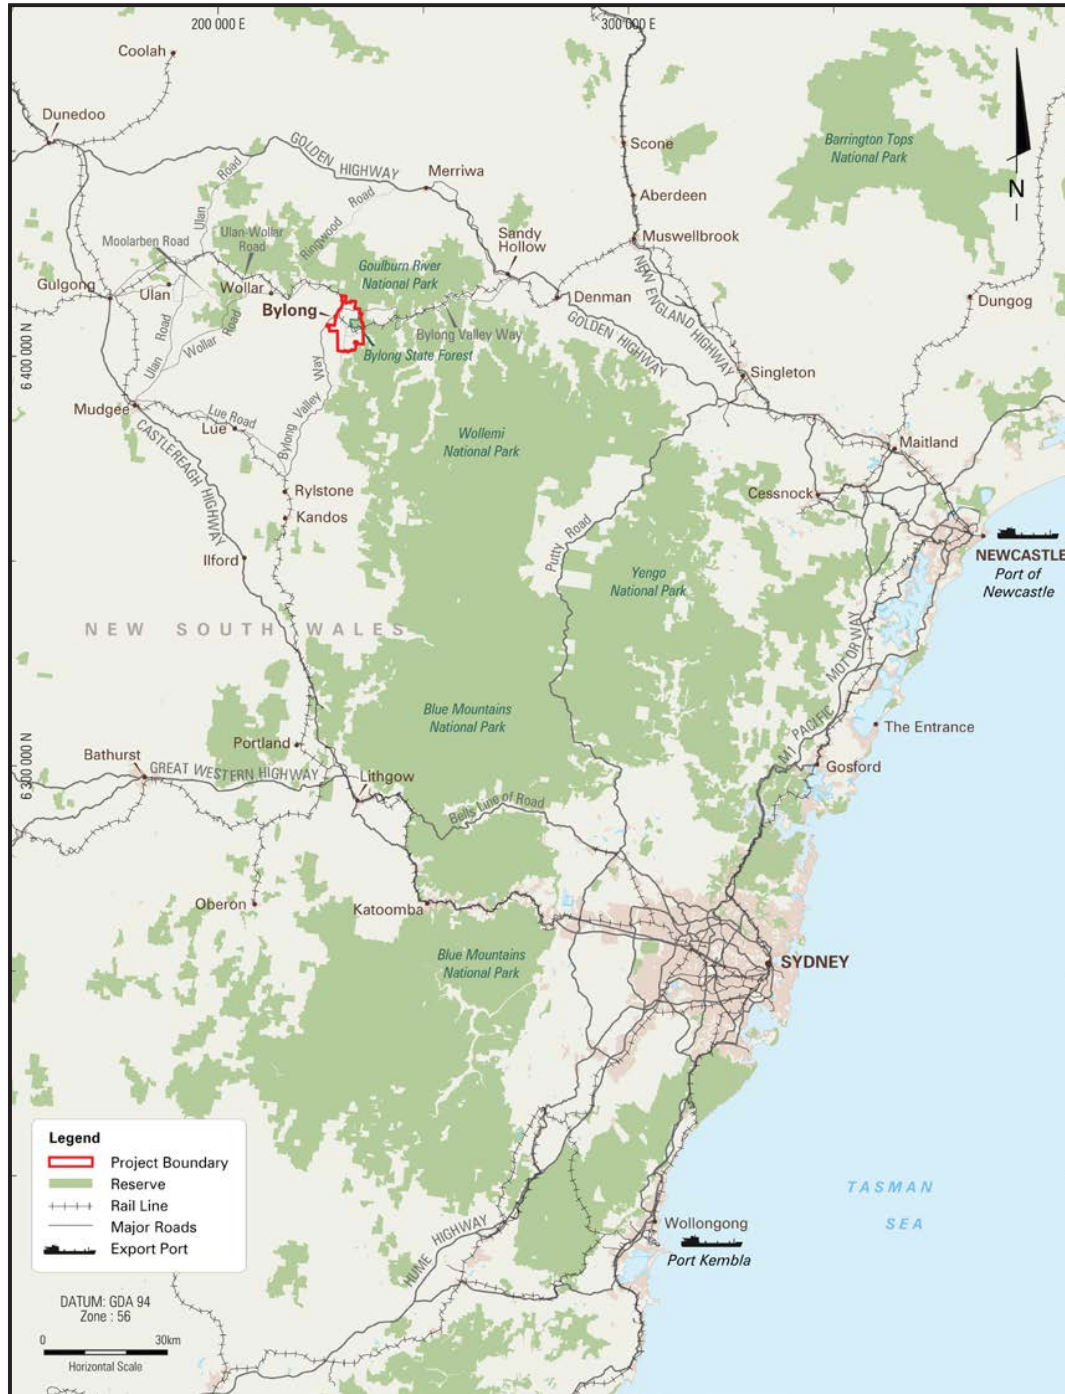 200 000 E
300 000 E
Coolah
Dunedoo
GOLDEN HIGHWAY
Scone
Barrington Tops
National Park
Merriwa
Ulan Road
Ringwood Road
Aberdeen
N
Ulan-Wollar
Road
Moolarben Road
Sandy
Hollow
Muswellbrook
Goulburn River
National Park
NEW ENGLAND HIGHWAY
Gulgong
Ulan
Wollar
Denman
Dungog
Bylong
Bylong Valley Way
GOLDEN HIGHWAY
6 400 000 N
Ulan Road
Wollar Road
Bylong State Forest
Singleton
Bylong Valley Way
Mudgee
Lue Road
Lue
CASTLEREAGH HIGHWAY
Wollemi
National Park
Maitland
Rylstone
Cessnock
Kandos
Putty Road
NEWCASTLE
Port of
Newcastle
Ilford
Yengo
National Park
NEW SOUTH WALES
M1 PACIFIC MOTORWAY
Blue Mountains
National Park
The Entrance
Portland
Bathurst
GREAT WESTERN HIGHWAY
6 300 000 N
Lithgow
Gosford
Bells Line of Road
Oberon
Katoomba
Blue Mountains
National Park
SYDNEY
Legend
Project Boundary
Reserve
Rail Line
Major Roads
Export Port
TASMAN
SEA
HUME HIGHWAY
Wollongong
Port Kembla
DATUM: GDA 94
Zone : 56
0 30km
Horizontal Scale